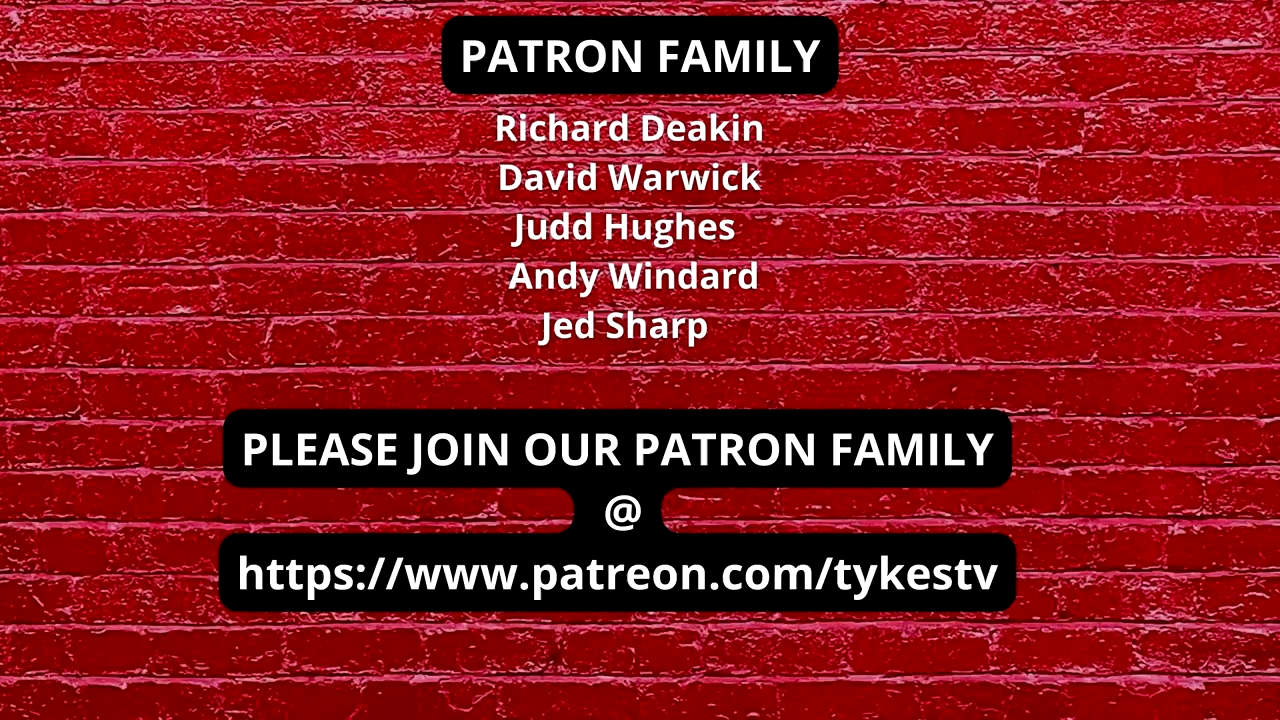 PATRON FAMILY
Richard Deakin
David Warwick
Judd Hughes
Andy Windard
Jed Sharp
PLEASE JOIN OUR PATRON FAMILY
@
https://www.patreon.com/tykestv